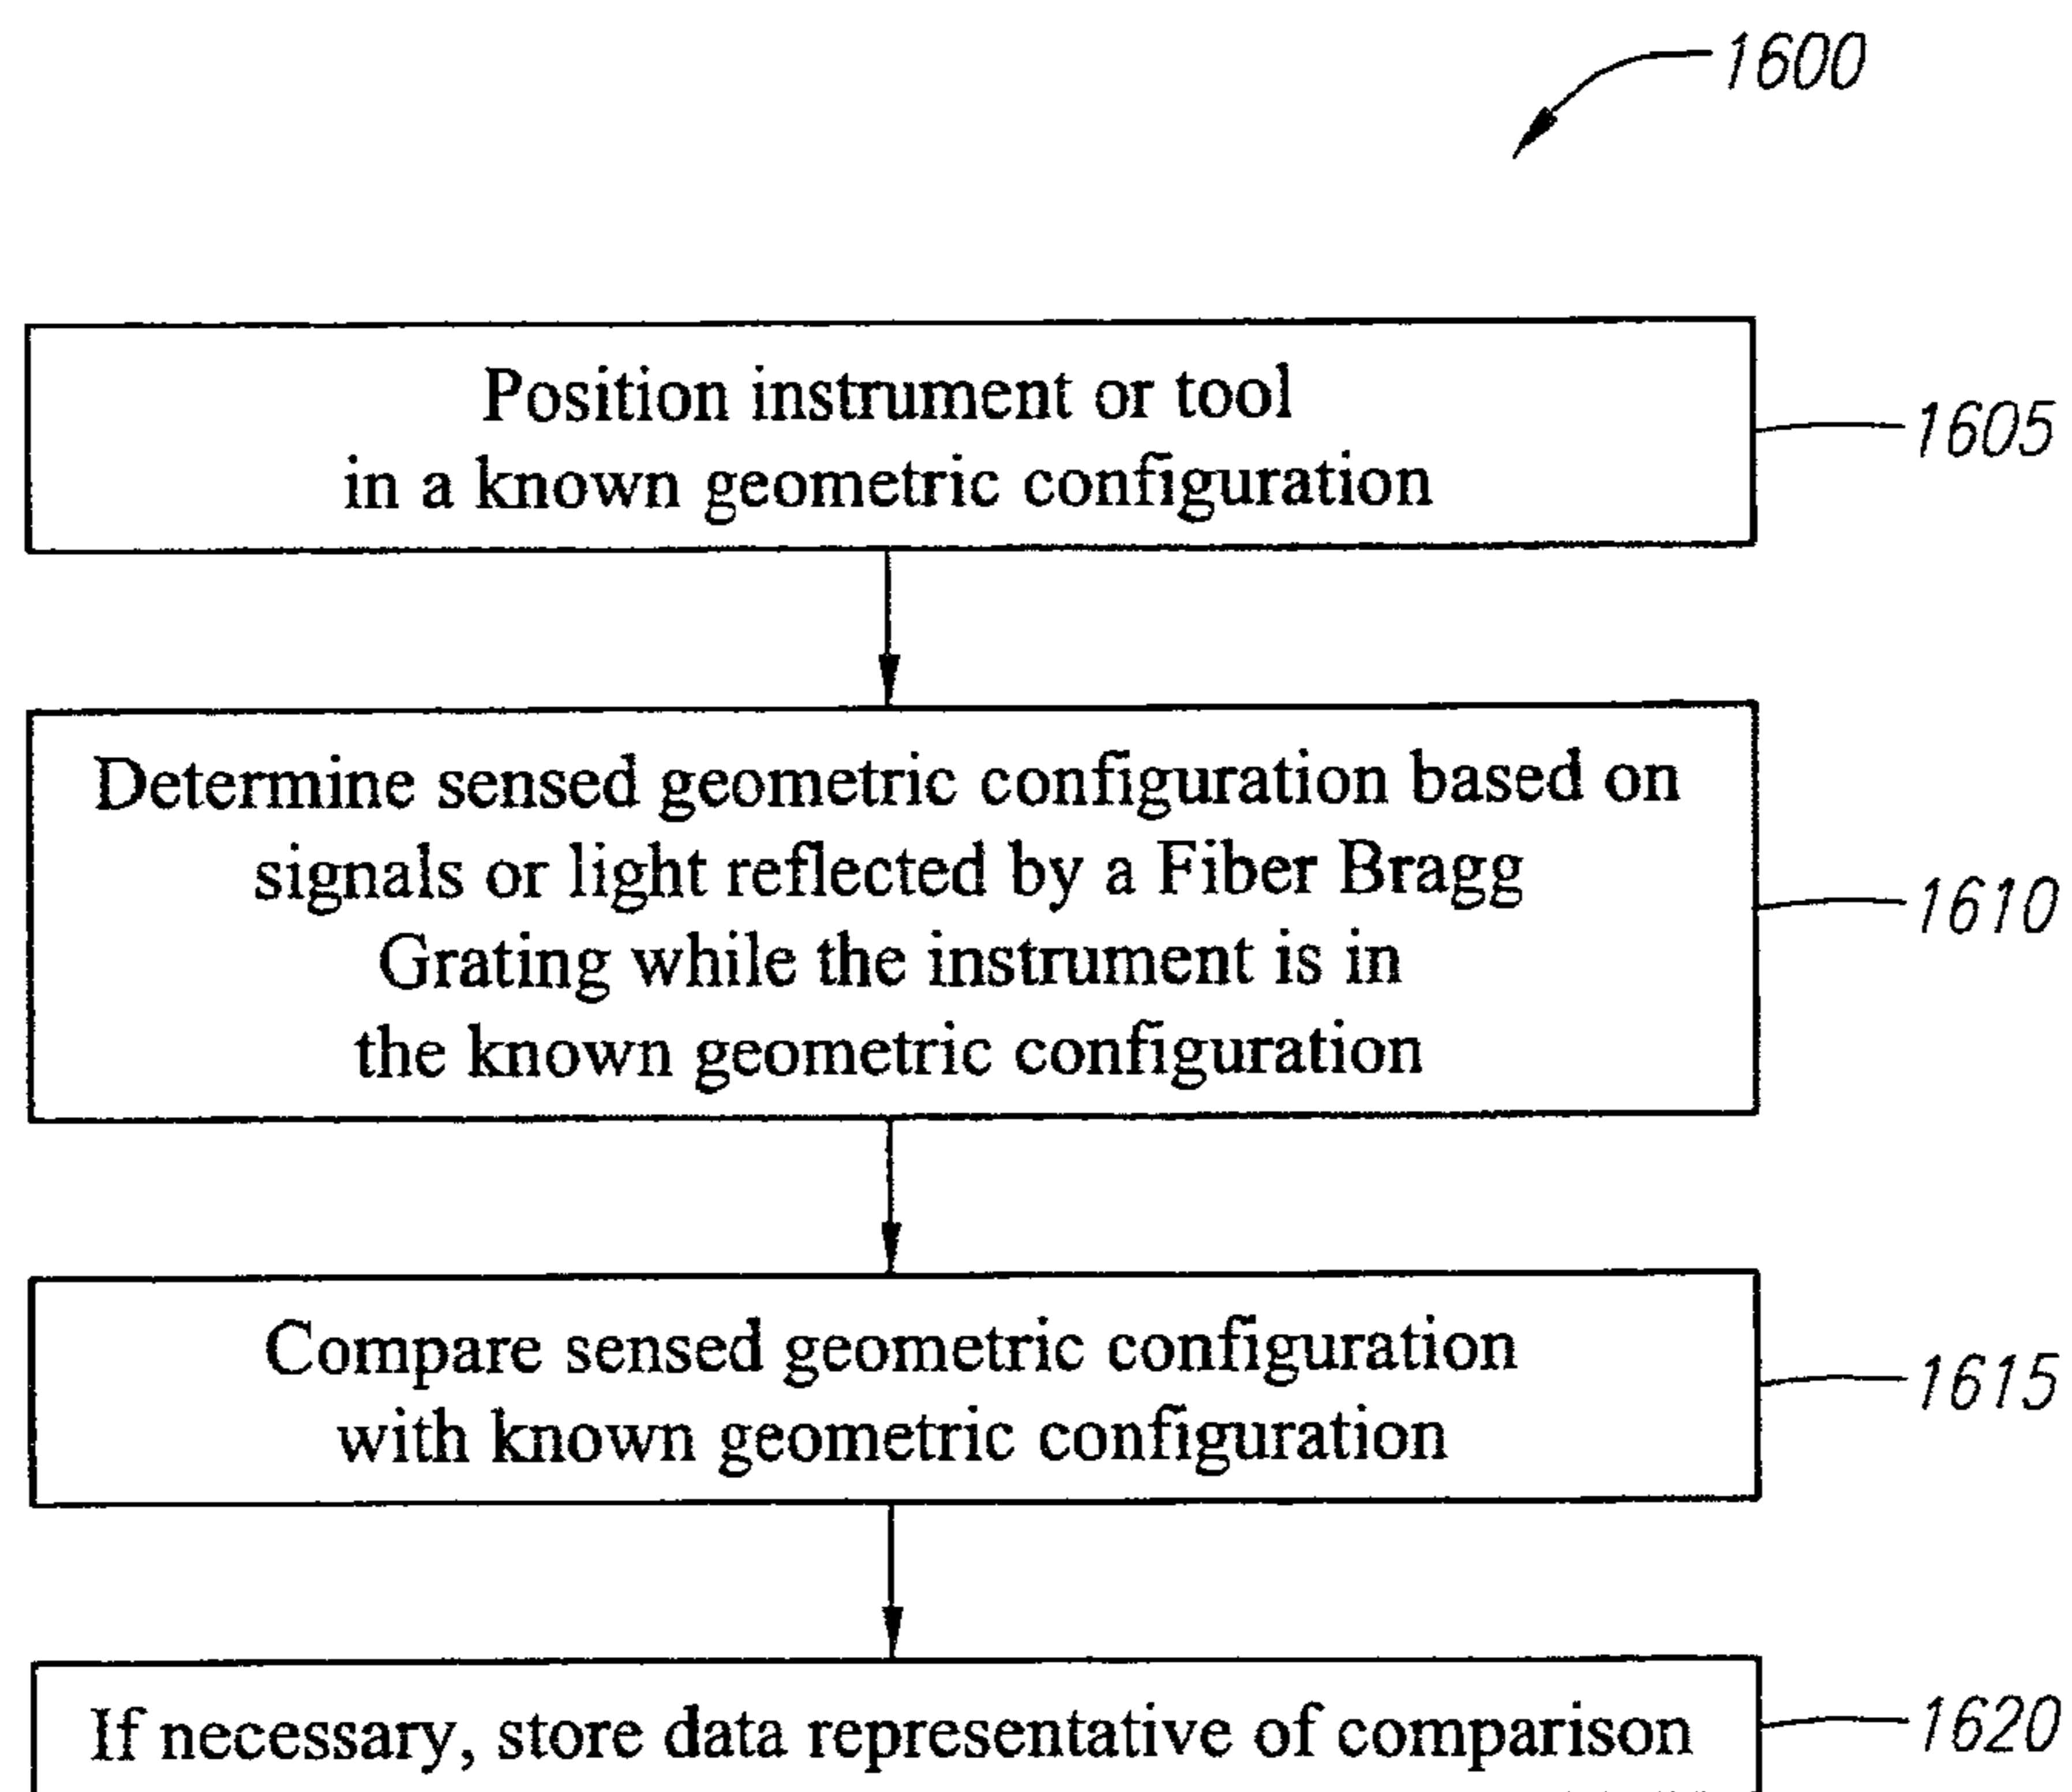 1600
Position instrument or tool
in a known geometric configuration
1605
Determine sensed geometric configuration based on
signals or light reflected by a Fiber Bragg
Grating while the instrument is in
the known geometric configuration
1610
Compare sensed geometric configuration
with known geometric configuration
1615
If necessary, store data representative of comparison
1620